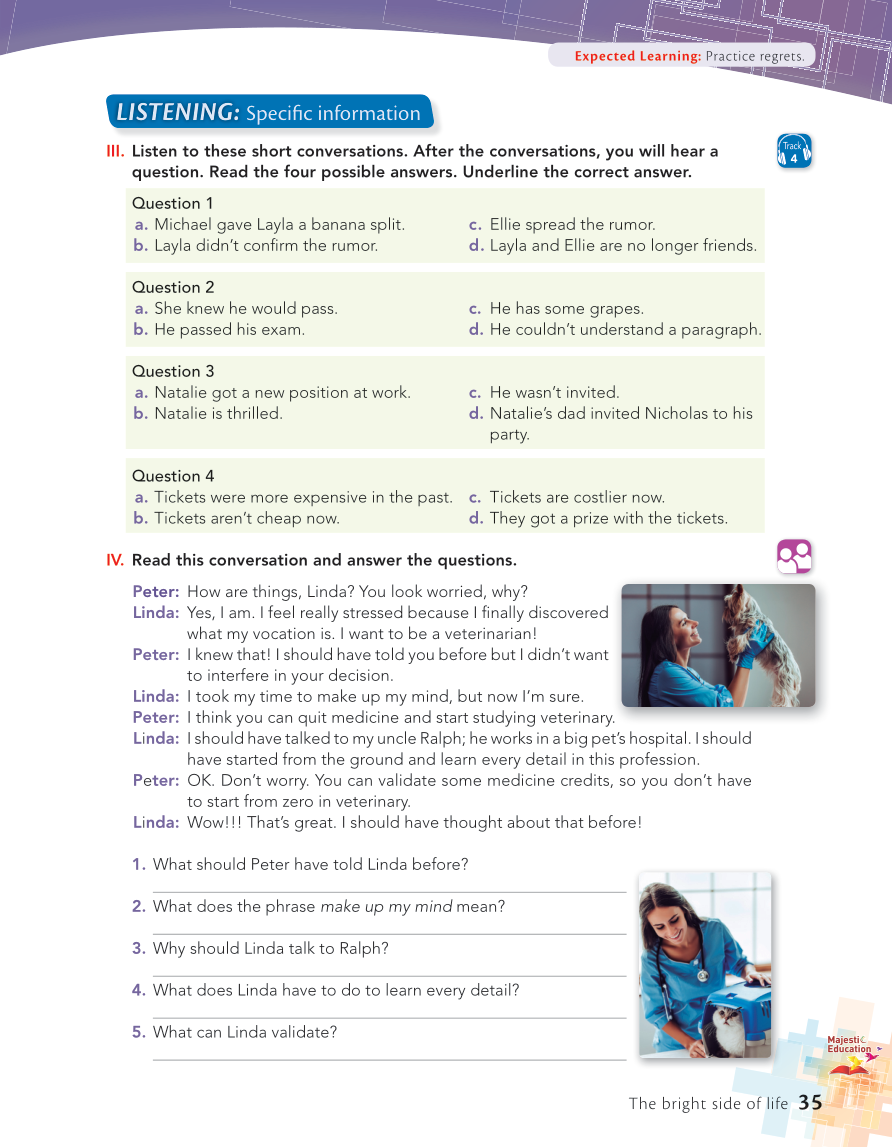 Expected Learning: Practice regrets.
LISTENING: Specific information
III. Listen to these short conversations. After the conversations, you will hear a
question. Read the four possible answers. Underline the correct answer.
Track
4
Question 1
a. Michael gave Layla a banana split.
b. Layla didn't confirm the rumor.
c. Ellie spread the rumor.
d. Layla and Ellie are no longer friends.
Question 2
a. She knew he would pass.
b. He passed his exam.
c. He has some grapes.
d. He couldn't understand a paragraph.
Question 3
a. Natalie got a new position at work.
b. Natalie is thrilled.
c. He wasn't invited.
d. Natalie's dad invited Nicholas to his
party.
Question 4
a. Tickets were more expensive in the past.
b. Tickets aren't cheap now.
c. Tickets are costlier now.
d. They got a prize with the tickets.
IV. Read this conversation and answer the questions.
Peter: How are things, Linda? You look worried, why?
Linda: Yes, I am. I feel really stressed because I finally discovered
what my vocation is. I want to be a veterinarian!
Peter: I knew that! I should have told you before but I didn't want
to interfere in your decision.
Linda: I took my time to make up my mind, but now I'm sure.
Peter: I think you can quit medicine and start studying veterinary.
Linda: I should have talked to my uncle Ralph; he works in a big pet's hospital. I should
have started from the ground and learn every detail in this profession.
Peter: OK. Don't worry. You can validate some medicine credits, so you don't have
to start from zero in veterinary.
Linda: Wow!!! That's great. I should have thought about that before!
1. What should Peter have told Linda before?
2. What does the phrase make up my mind mean?
3. Why should Linda talk to Ralph?
4. What does Linda have to do to learn every detail?
5. What can Linda validate?
Majestic
Education
The bright side of life 35